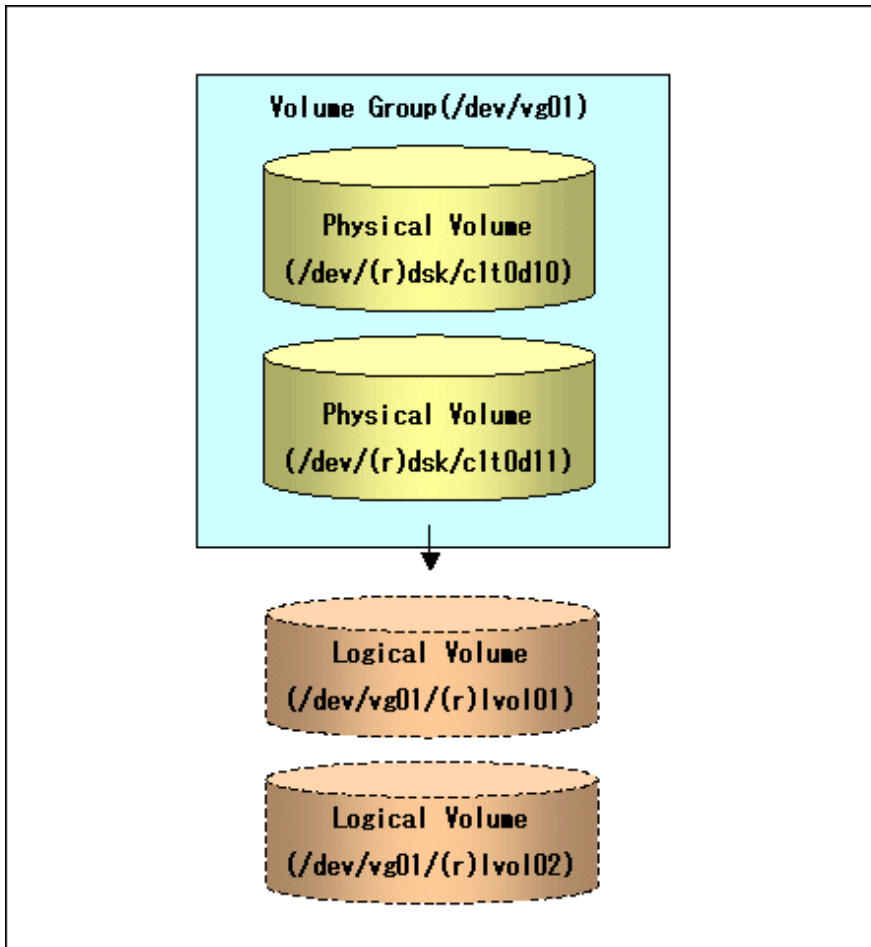 Volume Group(/dev/vg01)
Physical Volume
(/dev/(r)dsk/c1t0d10)
Physical Volume
(/dev/(r)dsk/c1t0d11)
Logical Volume
(/dev/vg01/(r)lvol01)
Logical Volume
(/dev/vg01/(r)lvol02)